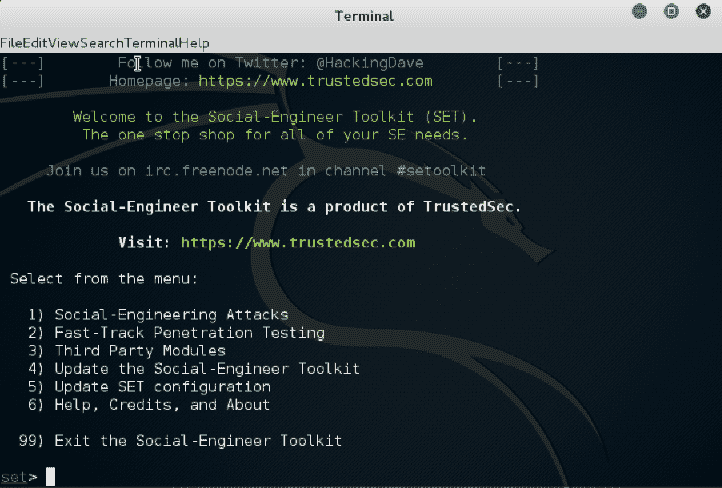 Terminal
FileEditViewSearchTerminalHelp
[---] Follow me on Twitter: @HackingDave [---]
[---] Homepage: https://www.trustedsec.com [---]
Welcome to the Social-Engineer Toolkit (SET).
The one stop shop for all of your SE needs.
Join us on irc.freenode.net in channel #setoolkit
The Social-Engineer Toolkit is a product of TrustedSec.
Visit: https://www.trustedsec.com
Select from the menu:
1) Social-Engineering Attacks
2) Fast-Track Penetration Testing
3) Third Party Modules
4) Update the Social-Engineer Toolkit
5) Update SET configuration
6) Help, Credits, and About
99) Exit the Social-Engineer Toolkit
set>